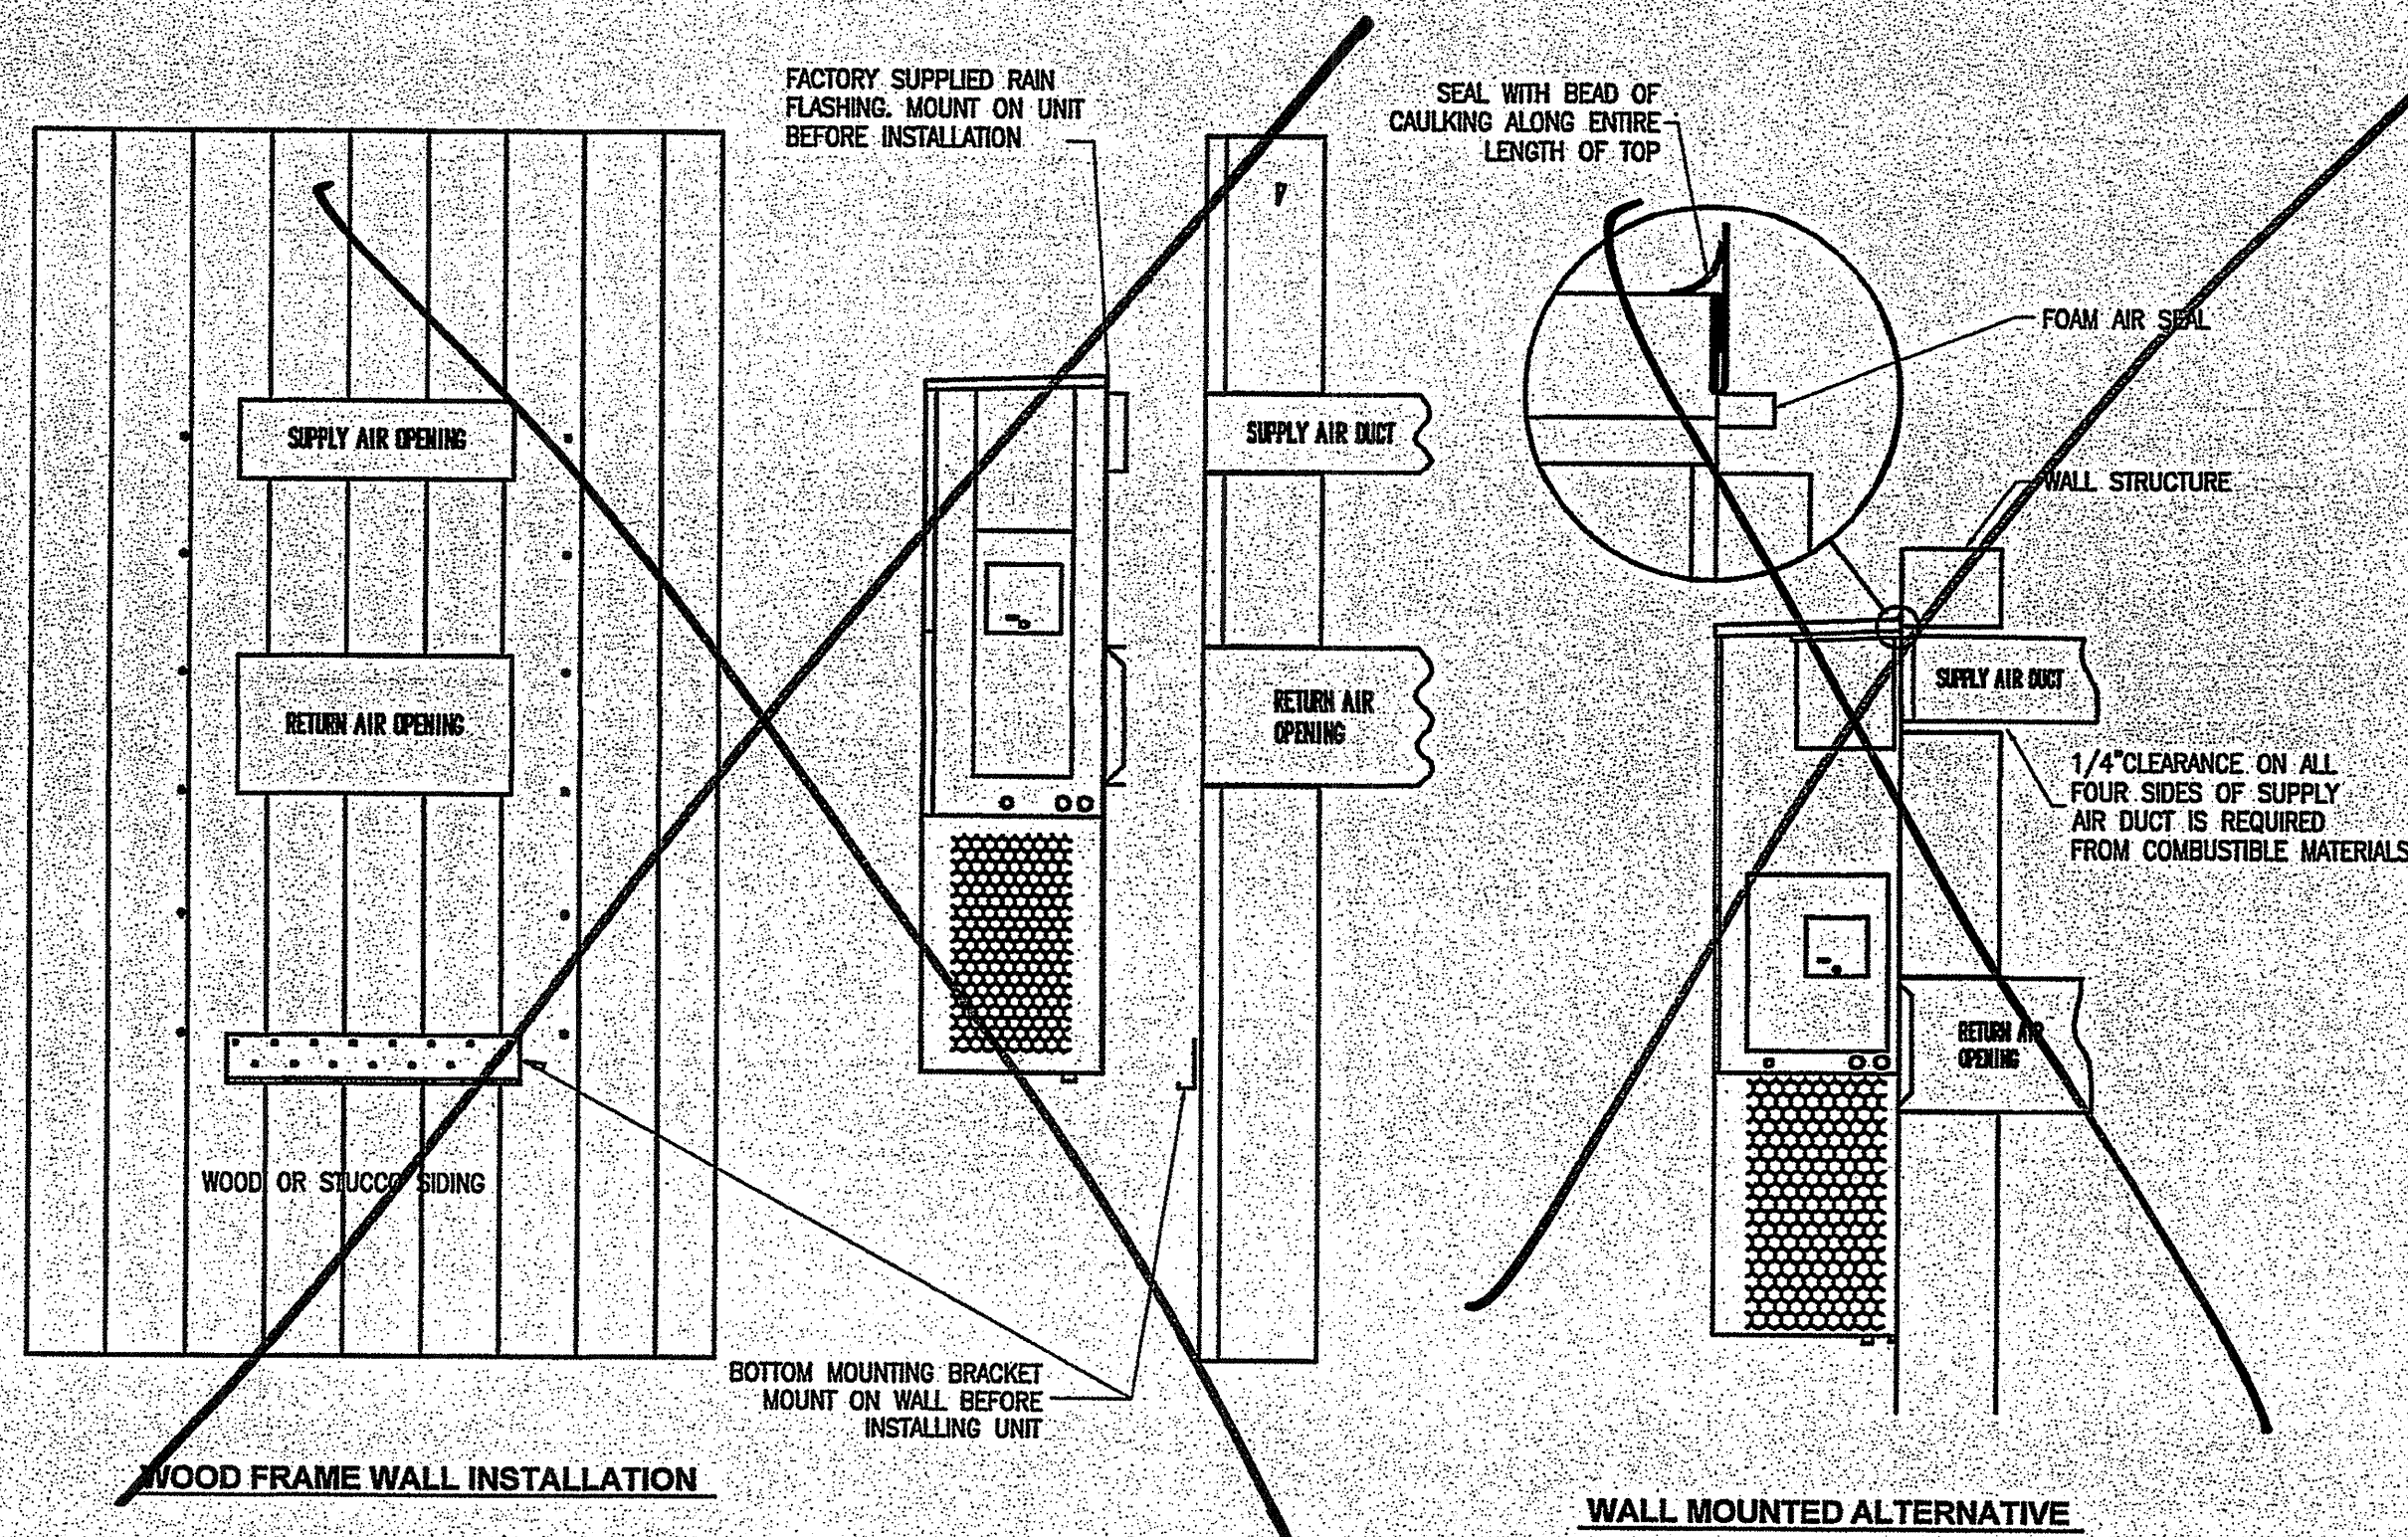 FACTORY SUPPLIED RAIN
FLASHING. MOUNT ON UNIT
BEFORE INSTALLATION
SEAL WITH BEAD OF
CAULKING ALONG ENTIRE
LENGTH OF TOP
FOAM AIR SEAL
SUPPLY AIR OPENING
SUPPLY AIR DUCT
WALL STRUCTURE
RETURN AIR OPENING
RETURN AIR
OPENING
SUPPLY AIR DUCT
1/4"CLEARANCE ON ALL
FOUR SIDES OF SUPPLY
AIR DUCT IS REQUIRED
FROM COMBUSTIBLE MATERIALS
RETURN AIR
OPENING
WOOD OR STUCCO SIDING
BOTTOM MOUNTING BRACKET
MOUNT ON WALL BEFORE
INSTALLING UNIT
WOOD FRAME WALL INSTALLATION
WALL MOUNTED ALTERNATIVE